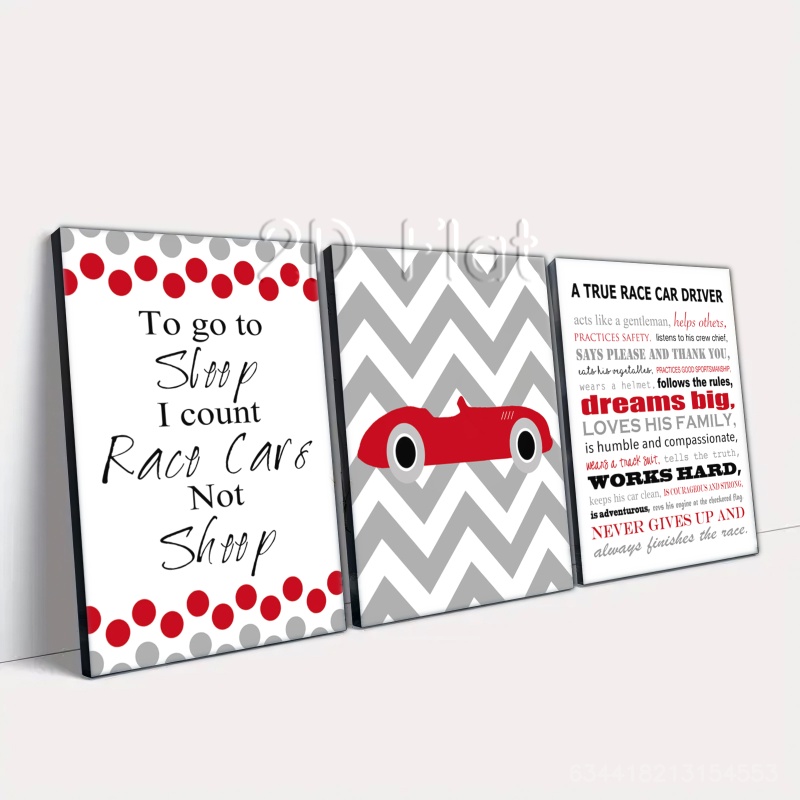 2D Flat
To go to
Sleep
I count
Race Cars
Not
Sheep
A TRUE RACE CAR DRIVER
acts like a gentleman, helps others,
PRACTICES SAFETY, listens to his crew chief,
SAYS PLEASE AND THANK YOU,
eats his vegetables, PRACTICES GOOD SPORTSMANSHIP,
wears a helmet, follows the rules,
dreams big,
LOVES HIS FAMILY,
is humble and compassionate,
wears a track suit, tells the truth,
WORKS HARD,
keeps his car clean, IS COURAGEOUS AND STRONG,
is adventurous, revs his engine at the checkered flag
NEVER GIVES UP AND
always finishes the race.
634418213154553